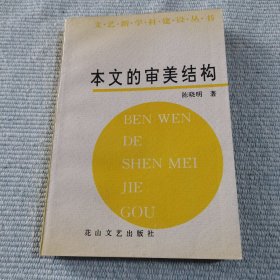 文·艺·新·学·科·建·设·丛·书
本文的审美结构
陈晓明 著
BEN WEN
DE
SHEN MEI
JIE
GOU
花山文艺出版社